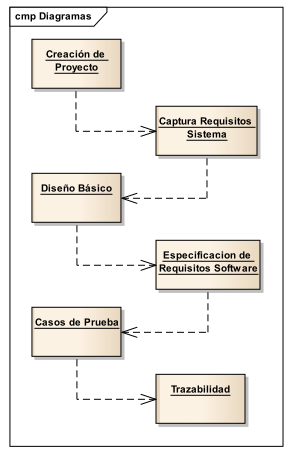 cmp Diagramas
Creación de
Proyecto
Captura Requisitos
Sistema
Diseño Básico
Especificacion de
Requisitos Software
Casos de Prueba
Trazabilidad